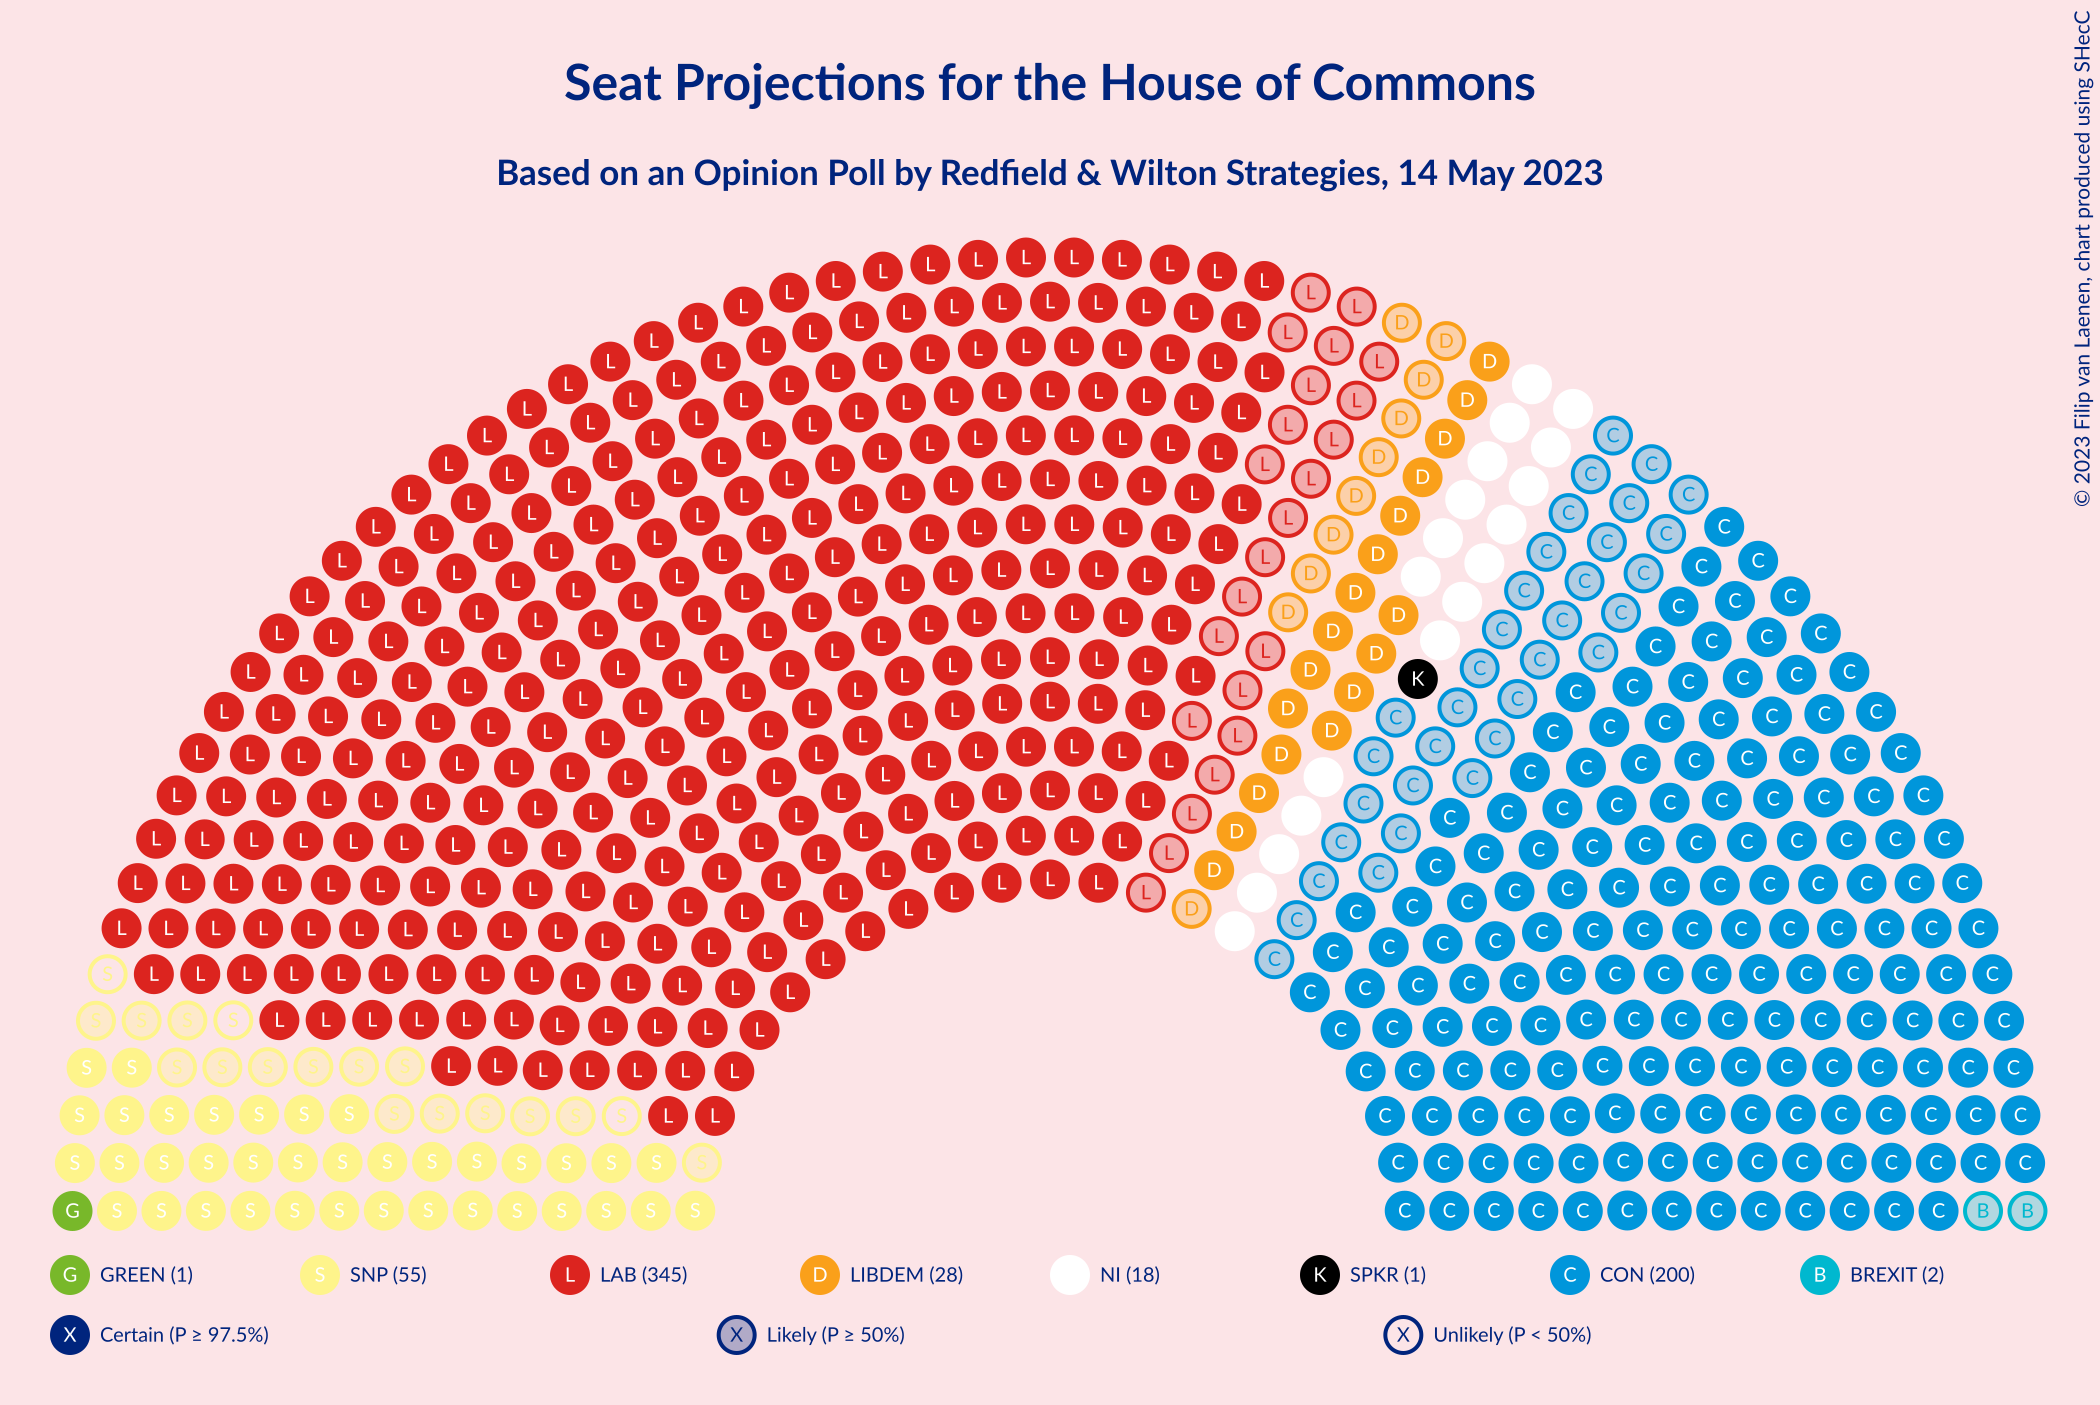 Seat Projections for the House of Commons
Based on an Opinion Poll by Redfield & Wilton Strategies, 14 May 2023
© 2023 Filip van Laenen, chart produced using SHecC
G GREEN (1)
S SNP (55)
L LAB (345)
D LIBDEM (28)
NI (18)
K SPKR (1)
C CON (200)
B BREXIT (2)
X Certain (P ≥ 97.5%)
X Likely (P ≥ 50%)
X Unlikely (P < 50%)